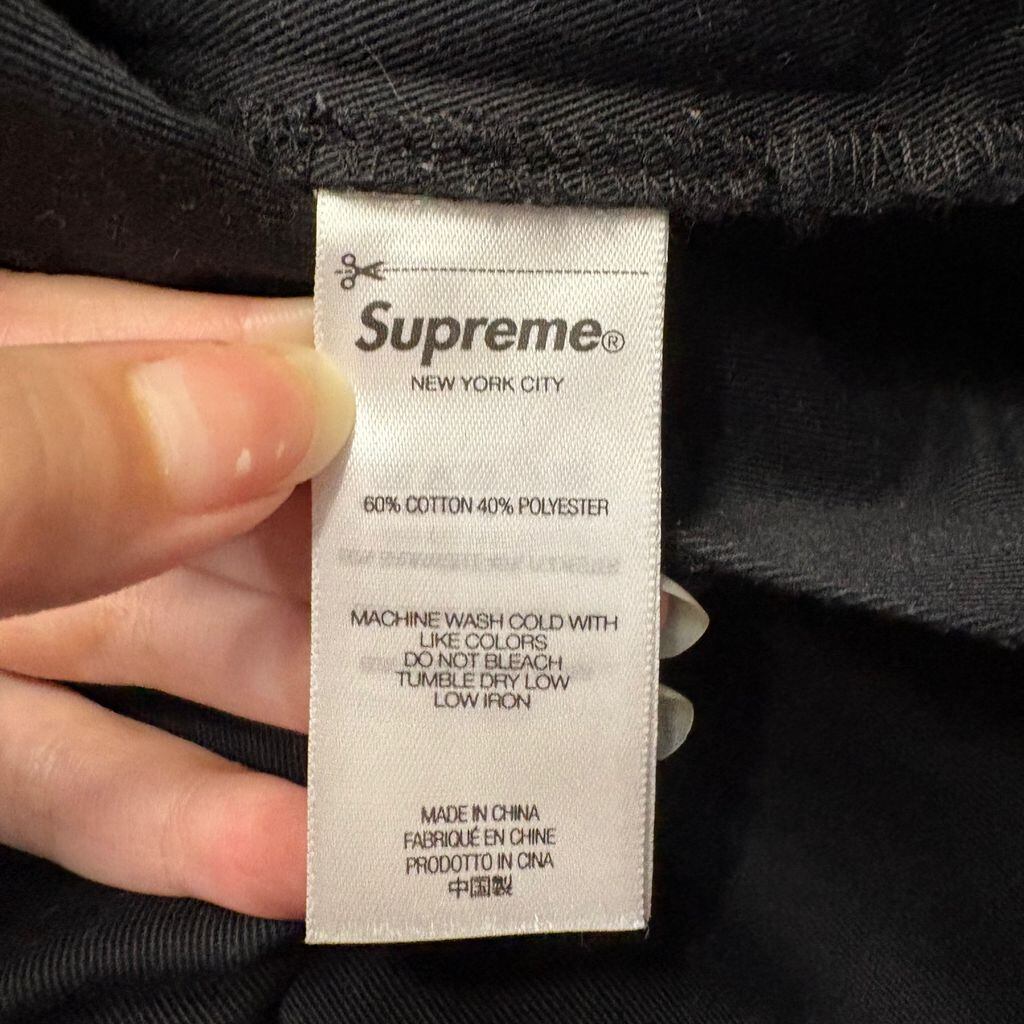 Supreme®
NEW YORK CITY
60% COTTON 40% POLYESTER
MACHINE WASH COLD WITH
LIKE COLORS
DO NOT BLEACH
TUMBLE DRY LOW
LOW IRON
MADE IN CHINA
FABRIQUÉ EN CHINE
PRODOTTO IN CINA
中国製